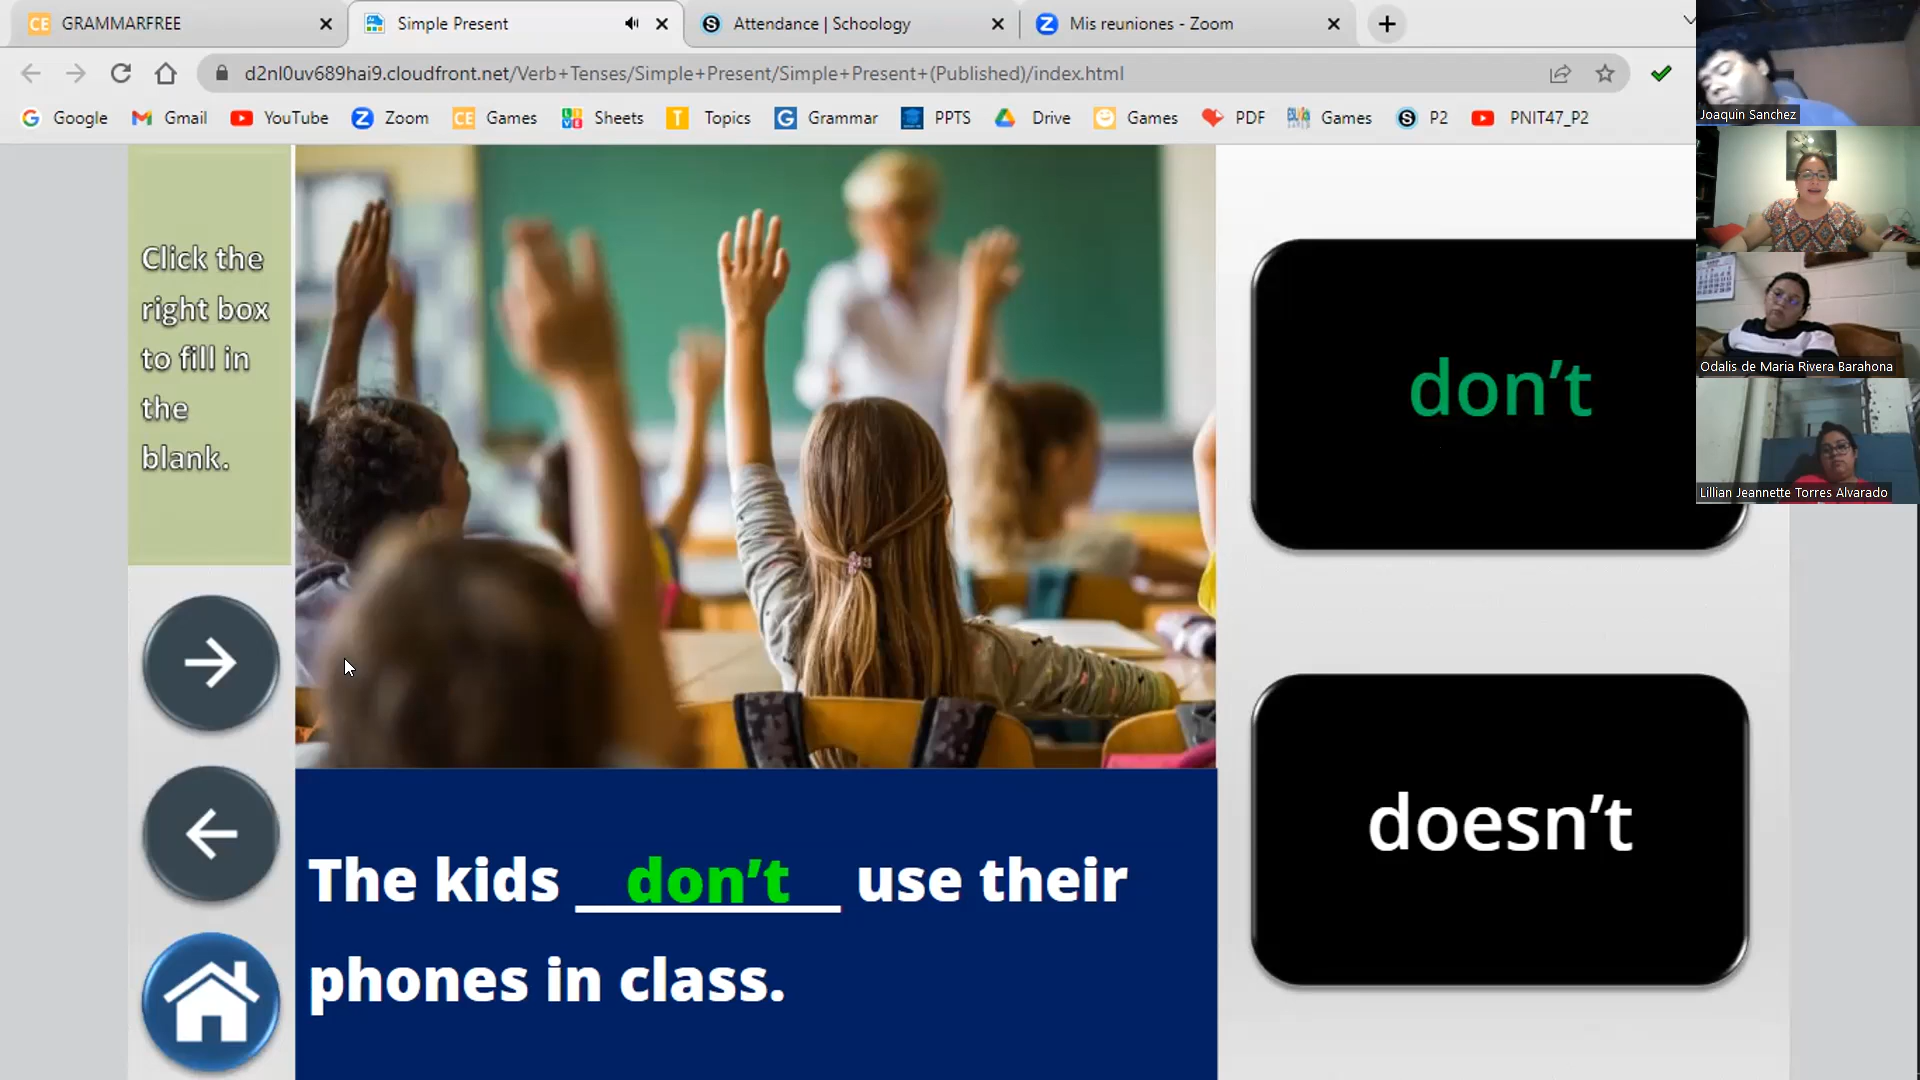 GRAMMARFREE
Simple Present
Attendance | Schoology
Mis reuniones - Zoom
d2nl0uv689hai9.cloudfront.net/Verb+Tenses/Simple+Present/Simple+Present+(Published)/index.html
Google Gmail YouTube Zoom Games Sheets Topics Grammar PPTS Drive Games PDF Games P2 PNIT47_P2
Click the
right box
to fill in
the
blank.
don't
doesn't
The kids don't use their
phones in class.
Joaquin Sanchez
Odalis de Maria Rivera Barahona
Lillian Jeannette Torres Alvarado